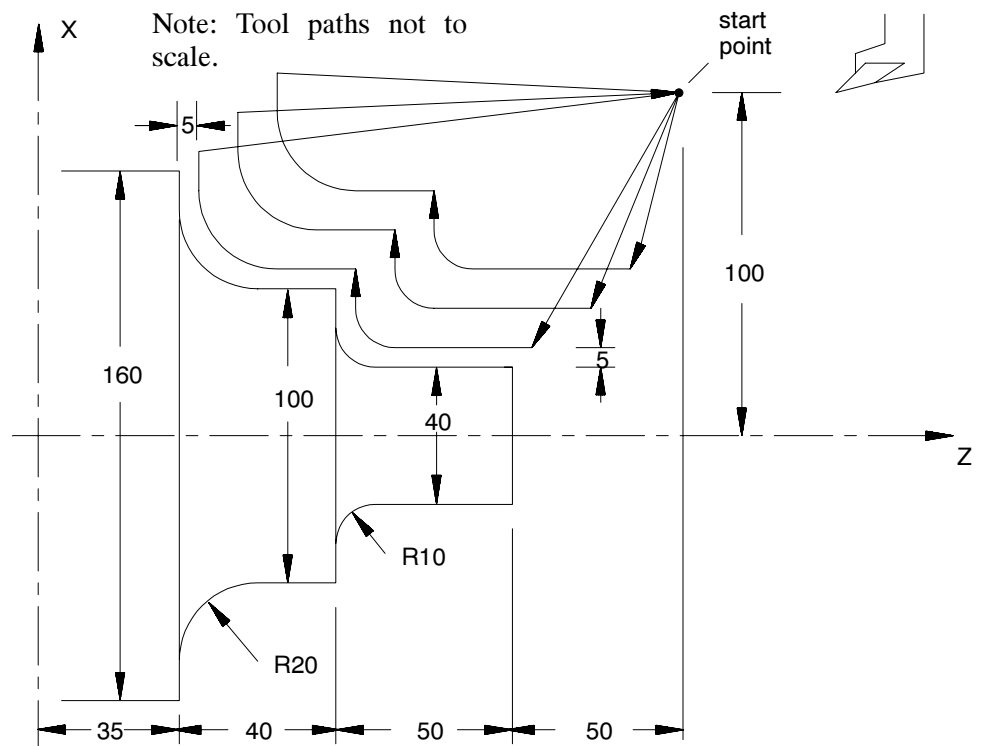 X
Note: Tool paths not to
scale.
start
point
5
100
5
160
100
40
Z
R10
R20
35
40
50
50